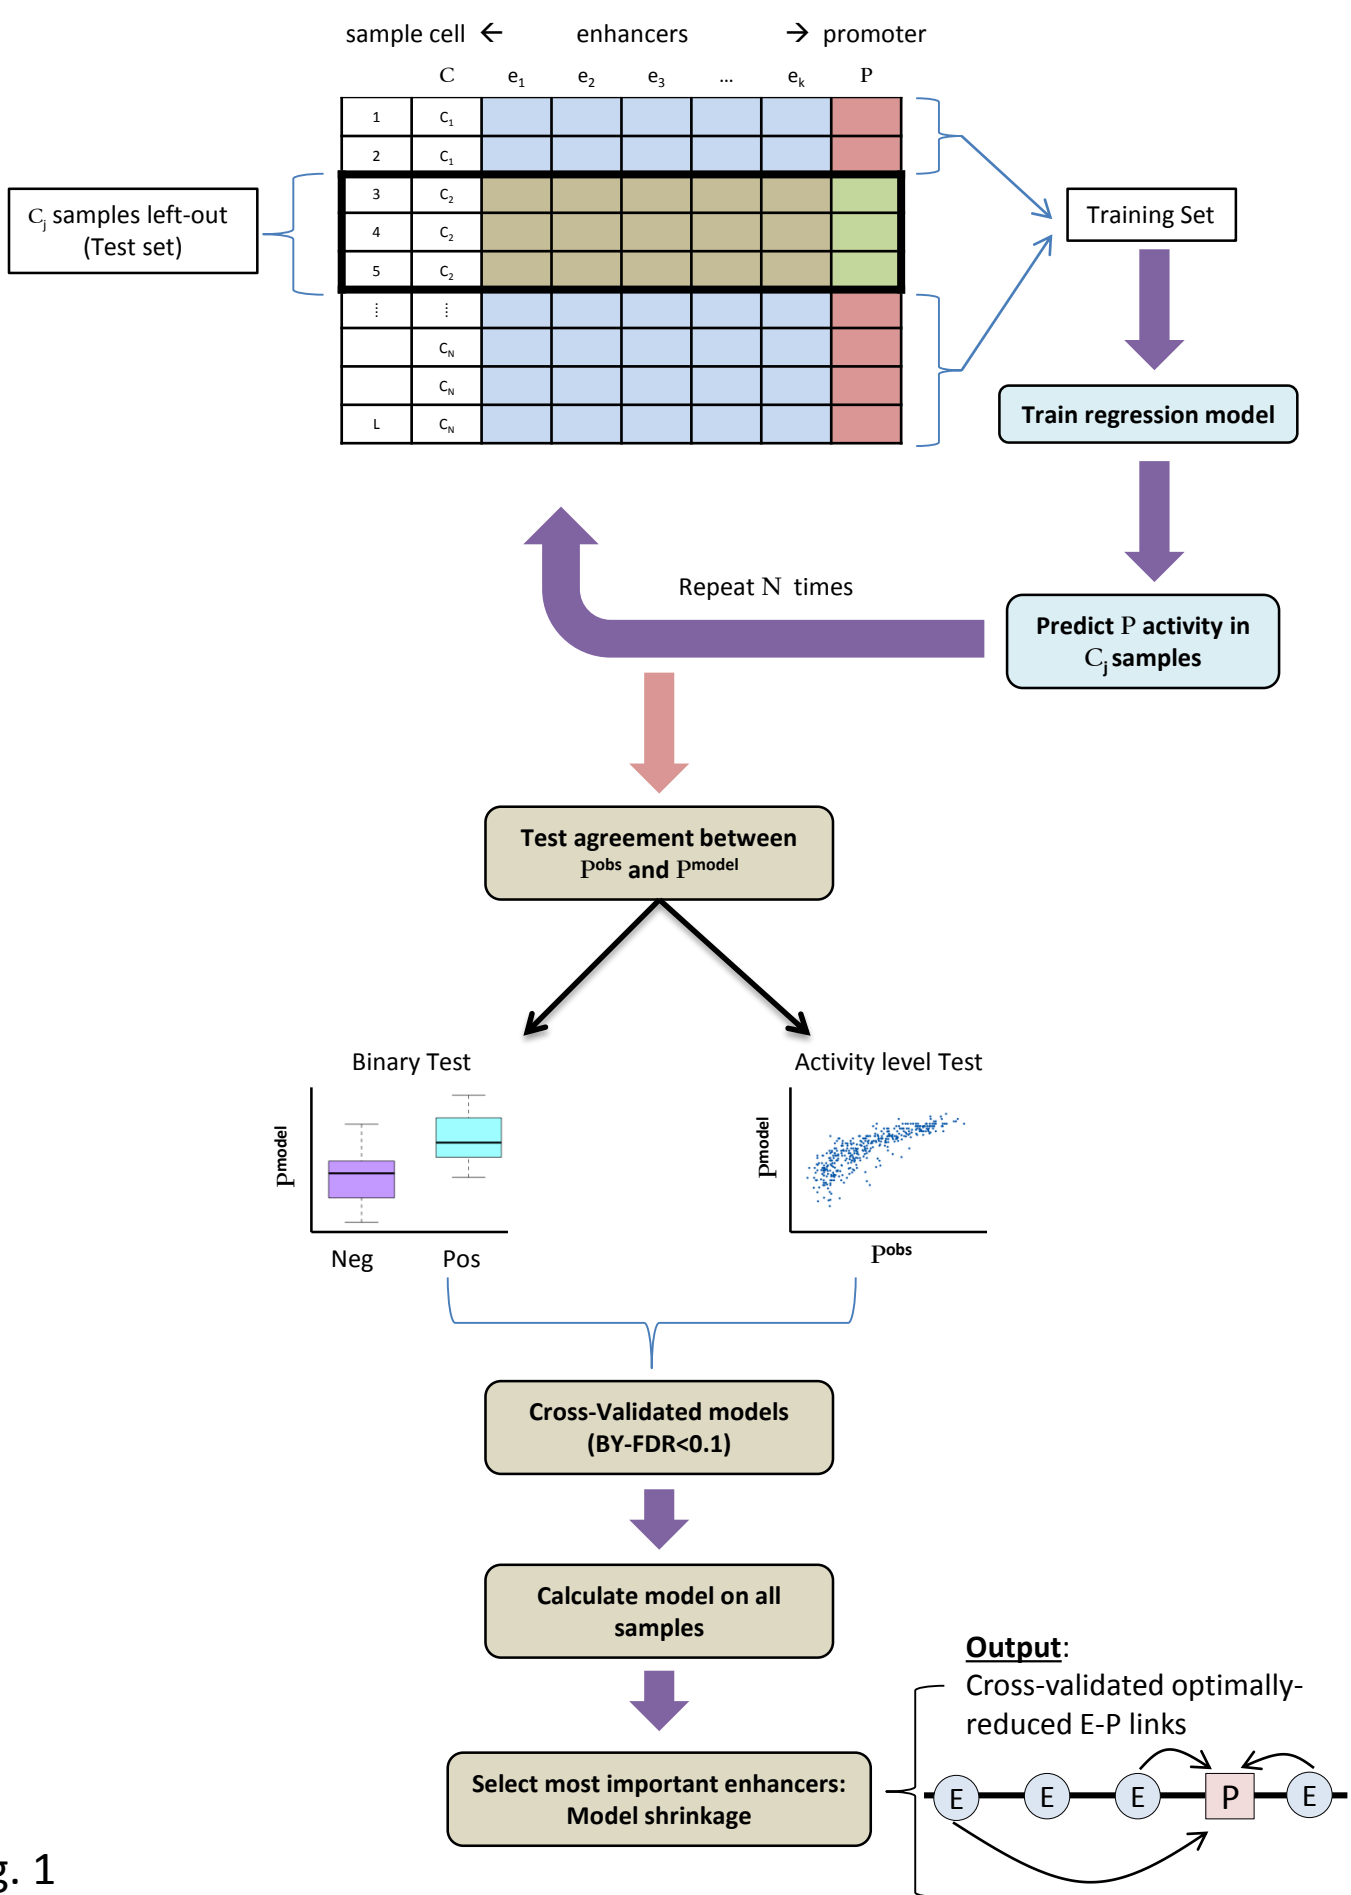 sample cell ← enhancers → promoter
C e1 e2 e3 ... ek P
1 C1
2 C1
3 C2
4 C2
5 C2
⋮ ⋮
CN
CN
L CN
Cj samples left-out
(Test set)
Training Set
Train regression model
Predict P activity in
Cj samples
Repeat N times
Test agreement between
Pobs and Pmodel
Binary Test
Pmodel
Neg Pos
Activity level Test
Pmodel
Pobs
Cross-Validated models
(BY-FDR<0.1)
Calculate model on all
samples
Select most important enhancers:
Model shrinkage
Output:
Cross-validated optimally-
reduced E-P links
E E E P E
g. 1